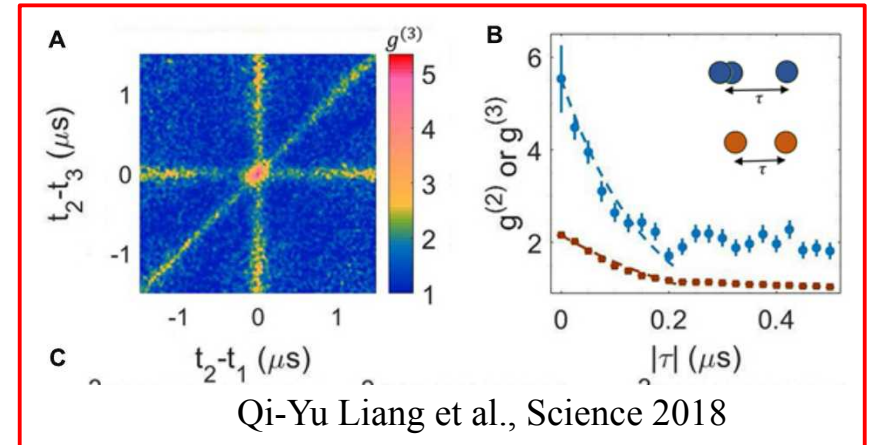 A
g(3)
5
4
3
2
1
t2-t3 (μs)
1
0
-1
-1 0 1
t2-t1 (μs)
B
g(2) or g(3)
6
4
2
τ
τ
0 0.2 0.4
|τ| (μs)
C
Qi-Yu Liang et al., Science 2018